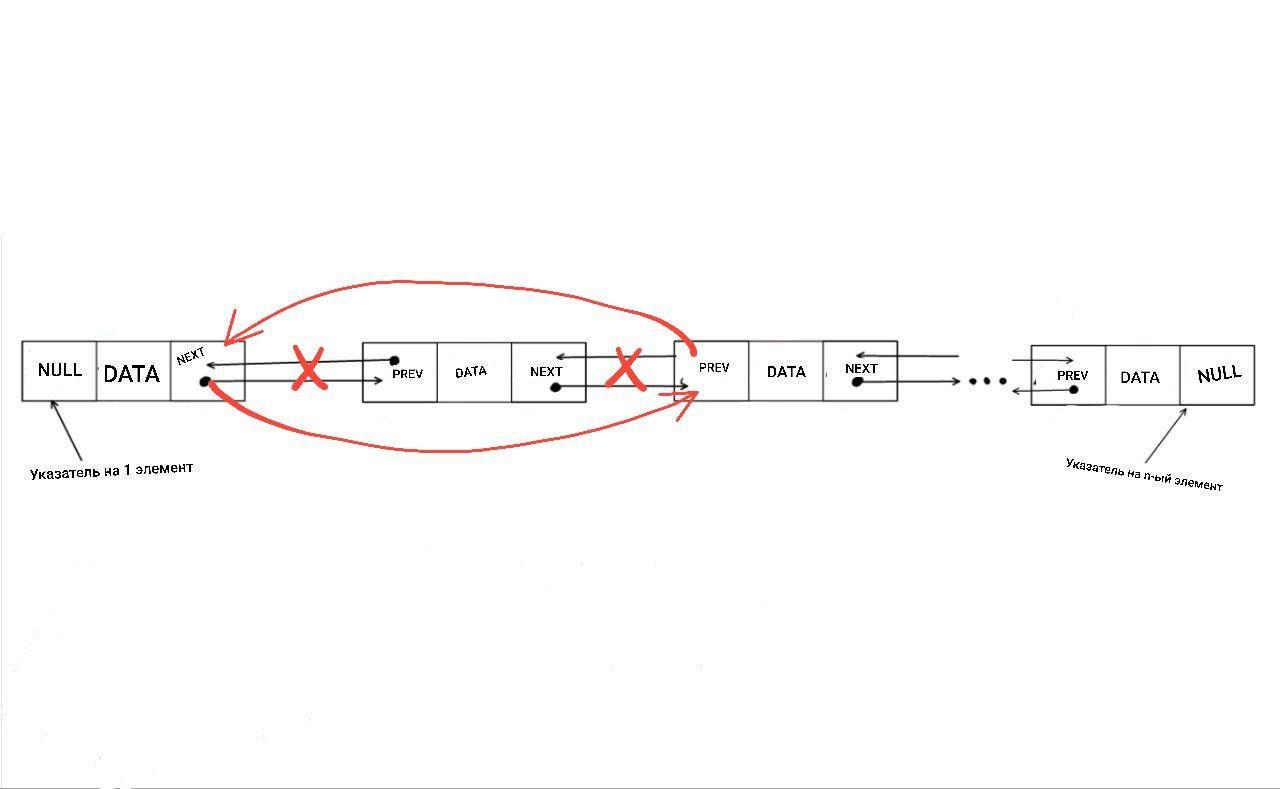 NULL DATA NEXT
PREV DATA NEXT
PREV DATA NEXT
PREV DATA NULL
Указатель на 1 элемент
Указатель на n-ый элемент